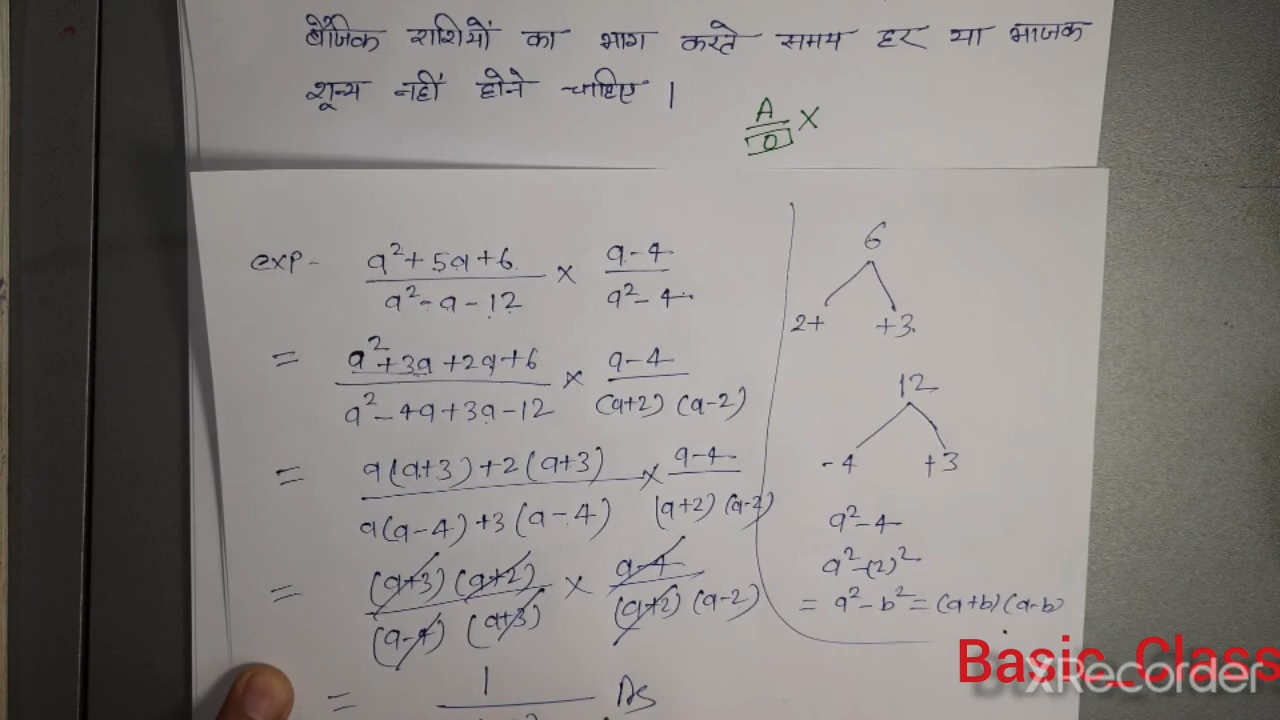 बैजिक राशियों का भाग करते समय हर या भाजक
शून्य नहीं होने चाहिए |
A/0 ×
exp- (a²+5a+6)/(a²-a-12) × (a-4)/(a²-4)
= (a²+3a+2a+6)/(a²-4a+3a-12) × (a-4)/((a+2)(a-2))
= (a(a+3)+2(a+3))/(a(a-4)+3(a-4)) × (a-4)/((a+2)(a-2))
= ((a+3)(a+2))/((a-4)(a+3)) × (a-4)/((a+2)(a-2))
= 1
6
2+ +3
12
-4 +3
a²-4
a²-(2)²
= a²-b² = (a+b)(a-b)
Basic_Class
XRecorder